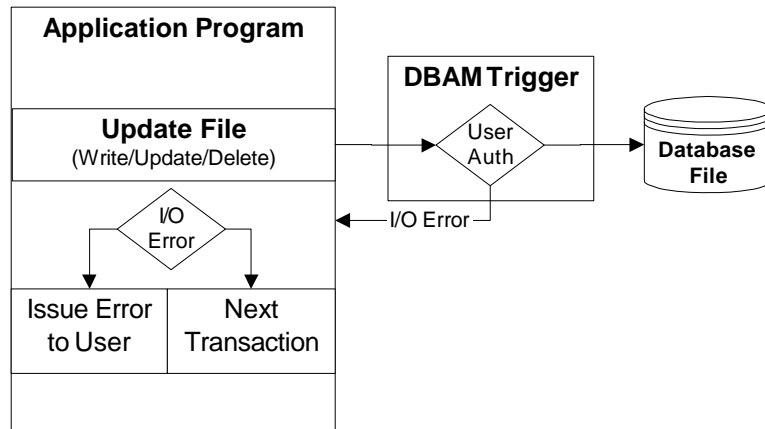 Application Program
Update File
(Write/Update/Delete)
I/O
Error
Issue Error
to User
Next
Transaction
DBAM Trigger
User
Auth
I/O Error
Database
File